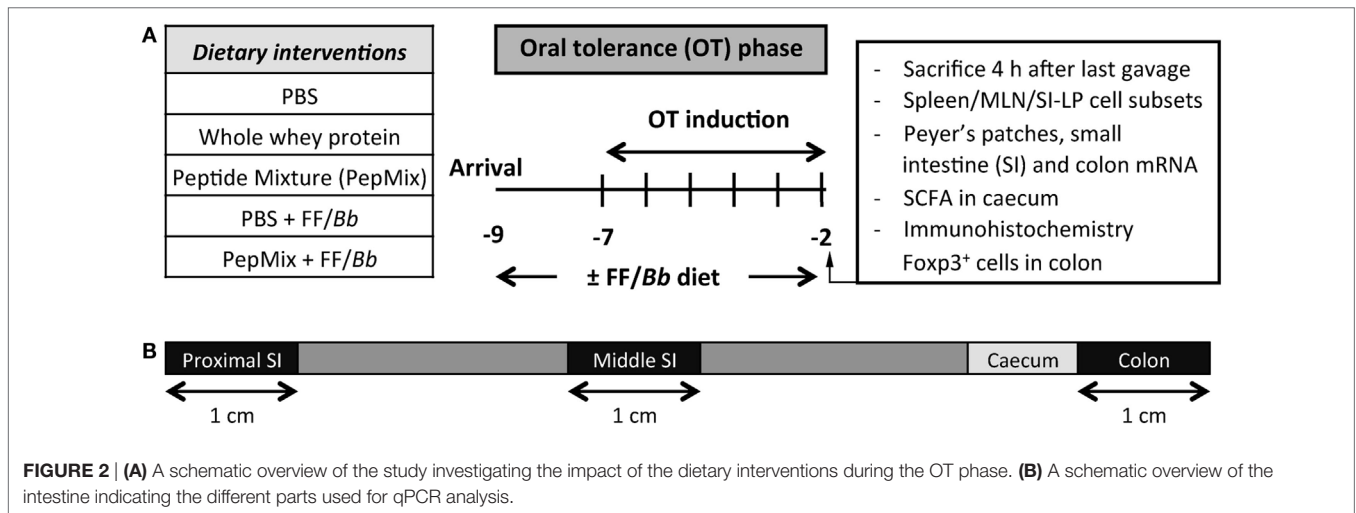 A
Dietary interventions
PBS
Whole whey protein
Peptide Mixture (PepMix)
PBS + FF/Bb
PepMix + FF/Bb
Oral tolerance (OT) phase
OT induction
Arrival
-9
-7
-2
± FF/Bb diet
- Sacrifice 4 h after last gavage
- Spleen/MLN/SI-LP cell subsets
- Peyer's patches, small
intestine (SI) and colon mRNA
- SCFA in caecum
- Immunohistochemistry
Foxp3⁺ cells in colon
B
Proximal SI
Middle SI
Caecum
Colon
1 cm
1 cm
1 cm
FIGURE 2 | (A) A schematic overview of the study investigating the impact of the dietary interventions during the OT phase. (B) A schematic overview of the
intestine indicating the different parts used for qPCR analysis.